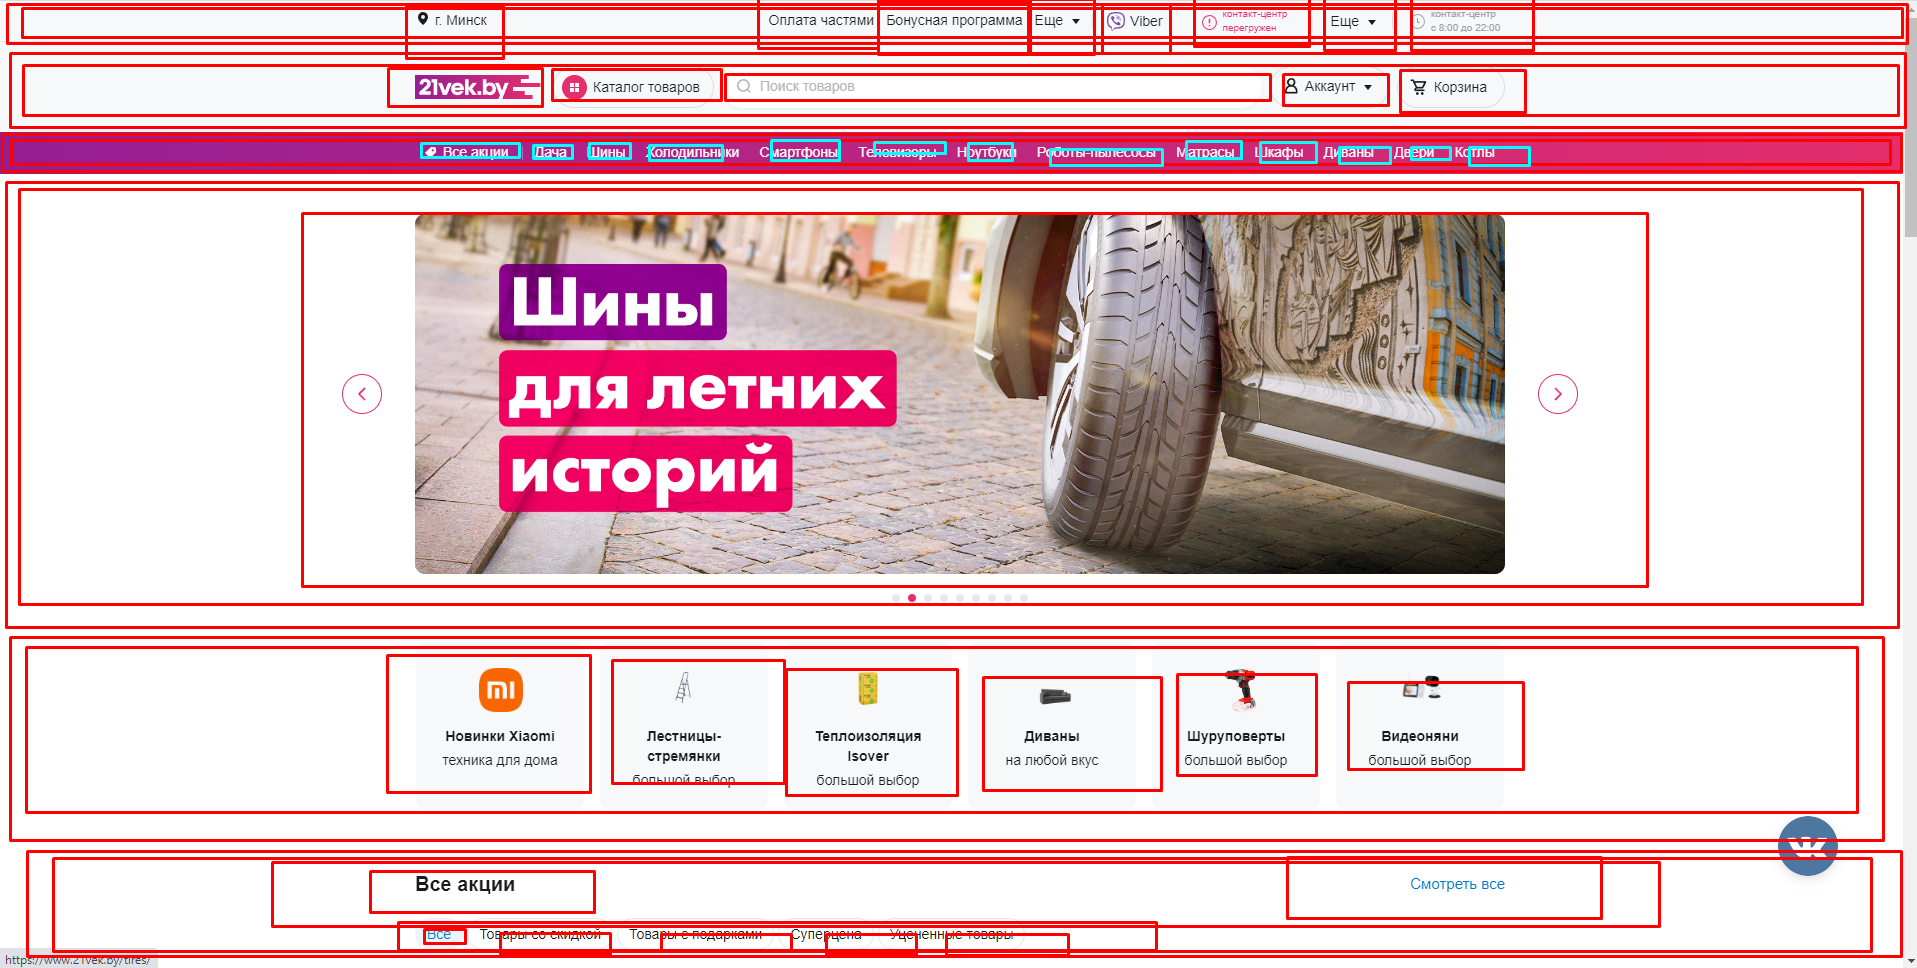 г. Минск
Оплата частями
Бонусная программа
Еще
Viber
контакт-центр
перегружен
Еще
контакт-центр
с 8:00 до 22:00
21vek.by
Каталог товаров
Поиск товаров
Аккаунт
Корзина
Все акции
Дача
Шины
Холодильники
Смартфоны
Телевизоры
Ноутбуки
Роботы-пылесосы
Матрасы
Шкафы
Диваны
Двери
Котлы
Шины
для летних
историй
Новинки Xiaomi
техника для дома
Лестницы-
стремянки
большой выбор
Теплоизоляция
Isover
большой выбор
Диваны
на любой вкус
Шуруповерты
большой выбор
Видеоняни
большой выбор
Все акции
Смотреть все
Все
Товары со скидкой
Товары с подарками
Суперцена
Уцененные товары
https://www.21vek.by/tires/